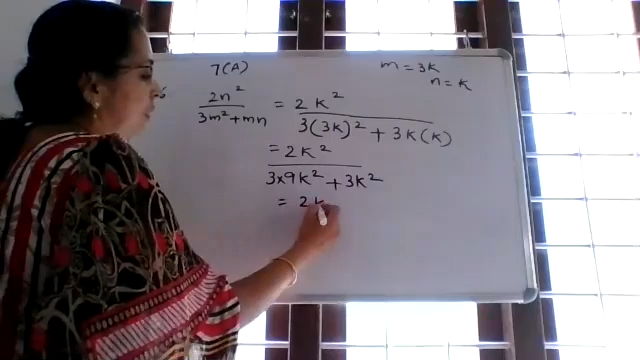 7(A)
m = 3k
n = k
2n² / 3m² + mn = 2k² / 3(3k)² + 3k(k)
= 2k² / 3×9k² + 3k²
= 2k